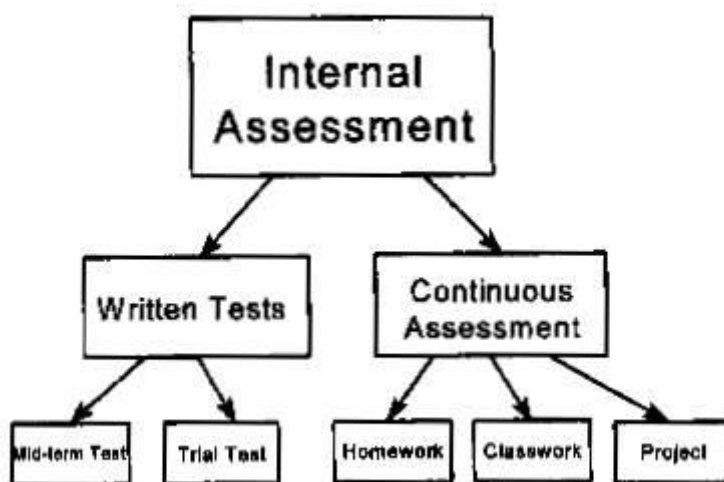 Internal
Assessment
Written Tests
Continuous
Assessment
Mid-term Test
Trial Test
Homework
Classwork
Project